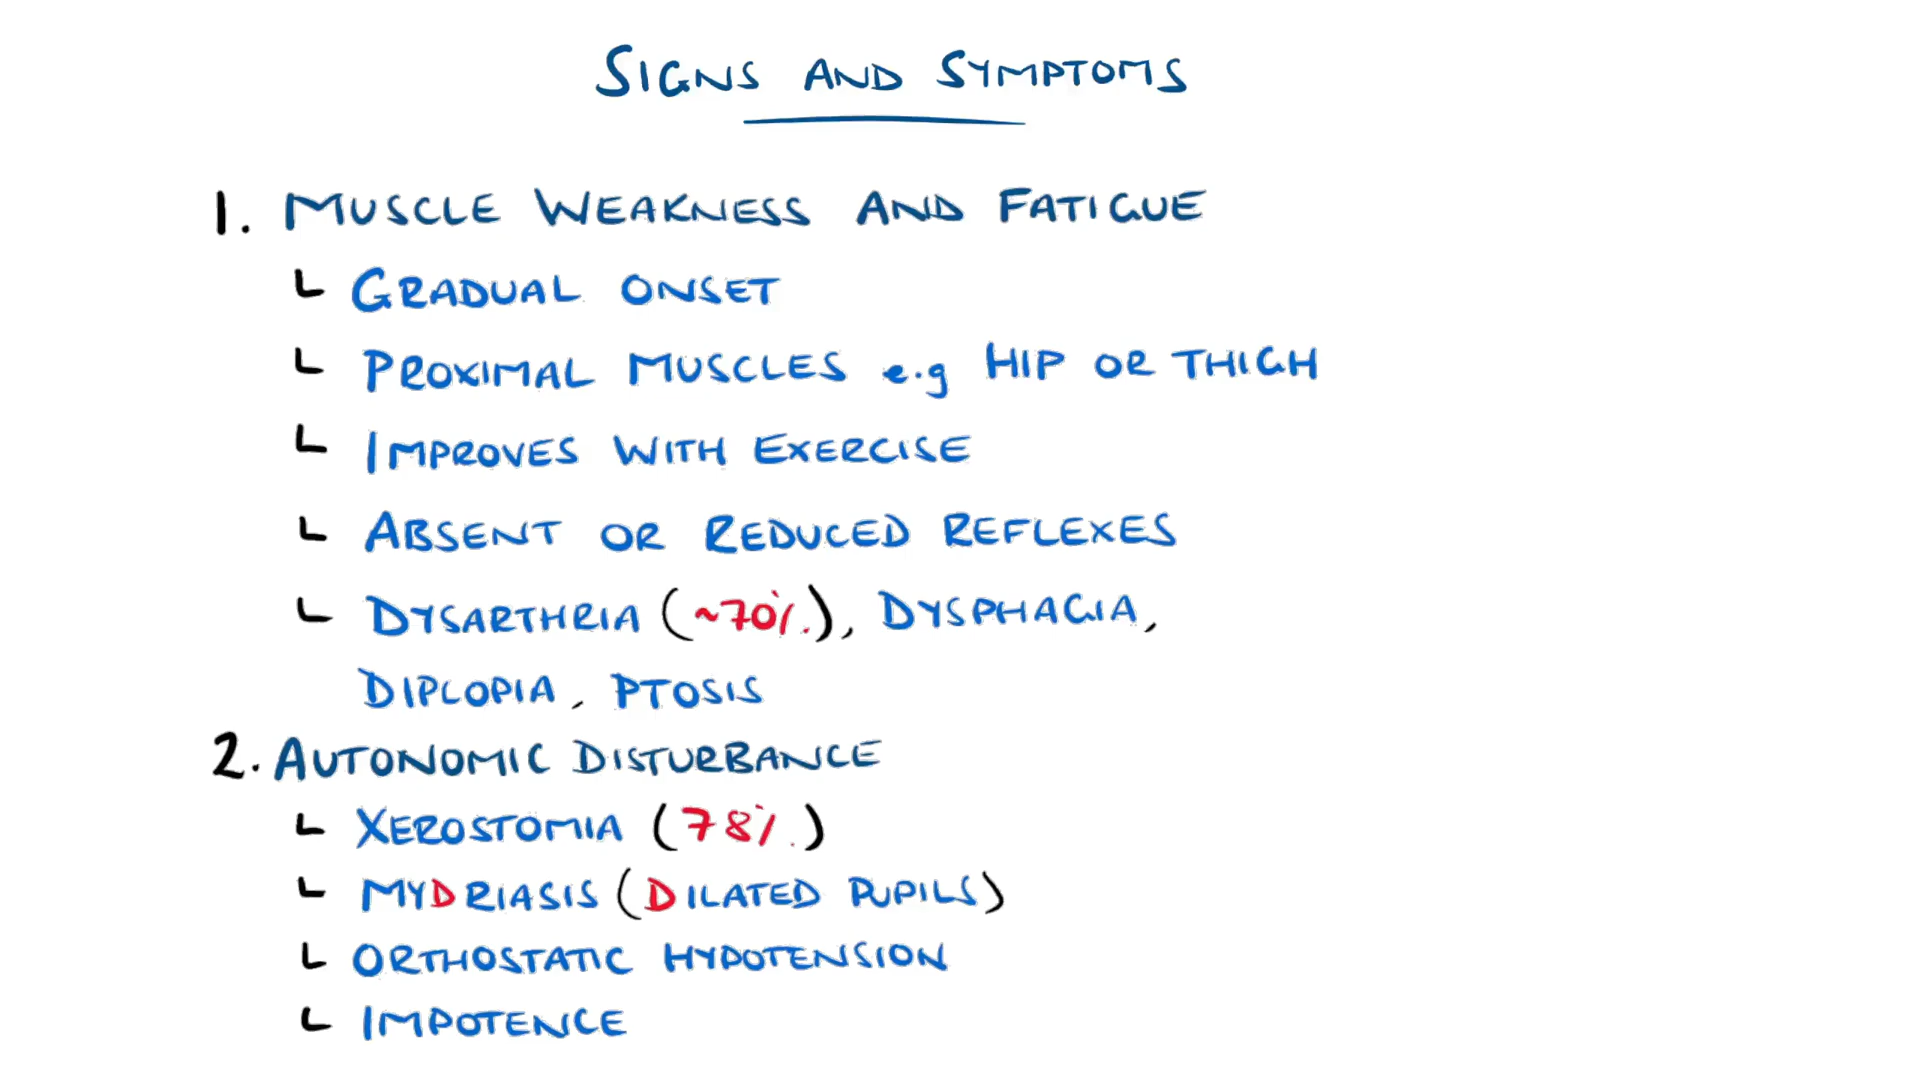 SIGNS AND SYMPTOMS
1. MUSCLE WEAKNESS AND FATIGUE
GRADUAL ONSET
PROXIMAL MUSCLES e.g HIP OR THIGH
IMPROVES WITH EXERCISE
ABSENT OR REDUCED REFLEXES
DYSARTHRIA (~70%), DYSPHAGIA,
DIPLOPIA, PTOSIS
2. AUTONOMIC DISTURBANCE
XEROSTOMIA (78%)
MYDRIASIS (DILATED PUPILS)
ORTHOSTATIC HYPOTENSION
IMPOTENCE